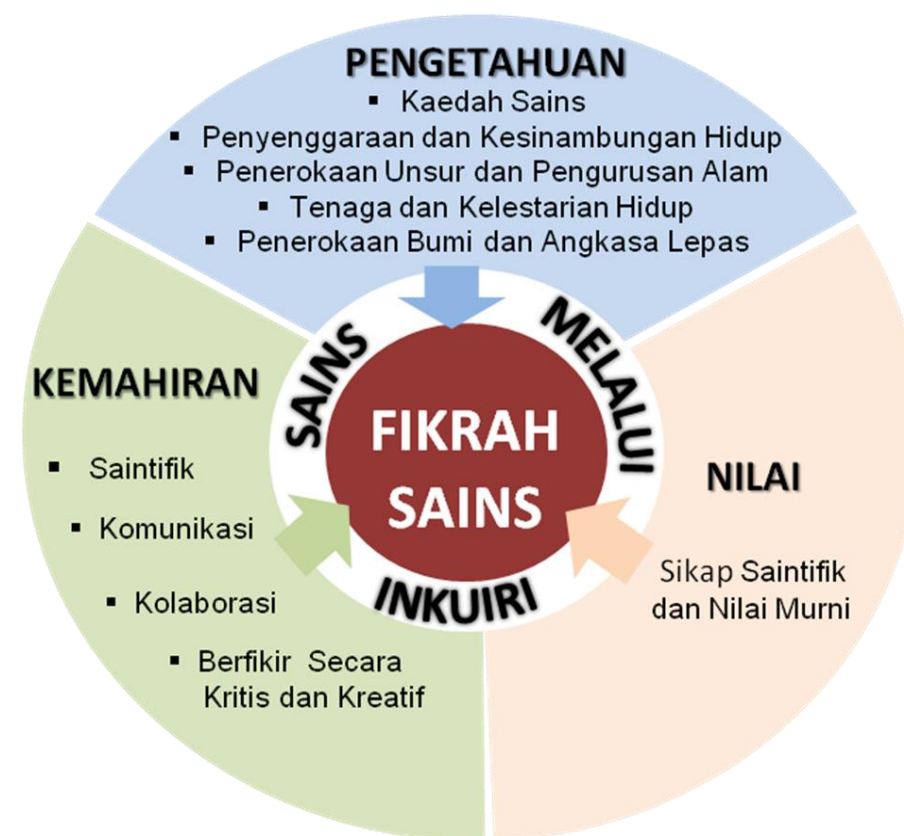 PENGETAHUAN
▪ Kaedah Sains
▪ Penyenggaraan dan Kesinambungan Hidup
▪ Penerokaan Unsur dan Pengurusan Alam
▪ Tenaga dan Kelestarian Hidup
▪ Penerokaan Bumi dan Angkasa Lepas
SAINS
MELALUI
INKUIRI
FIKRAH
SAINS
KEMAHIRAN
▪ Saintifik
▪ Komunikasi
▪ Kolaborasi
▪ Berfikir Secara
Kritis dan Kreatif
NILAI
Sikap Saintifik
dan Nilai Murni